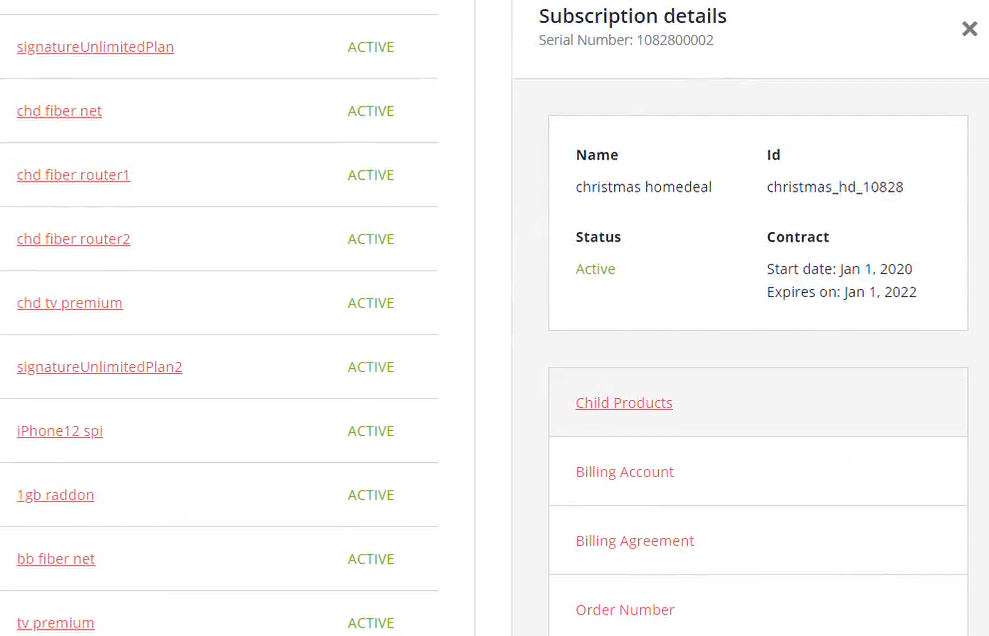 signatureUnlimitedPlan ACTIVE
chd fiber net ACTIVE
chd fiber router1 ACTIVE
chd fiber router2 ACTIVE
chd tv premium ACTIVE
signatureUnlimitedPlan2 ACTIVE
iPhone12 spi ACTIVE
1gb raddon ACTIVE
bb fiber net ACTIVE
tv premium ACTIVE
Subscription details
Serial Number: 1082800002
Name Id
christmas homedeal christmas_hd_10828
Status Contract
Active Start date: Jan 1, 2020
Expires on: Jan 1, 2022
Child Products
Billing Account
Billing Agreement
Order Number